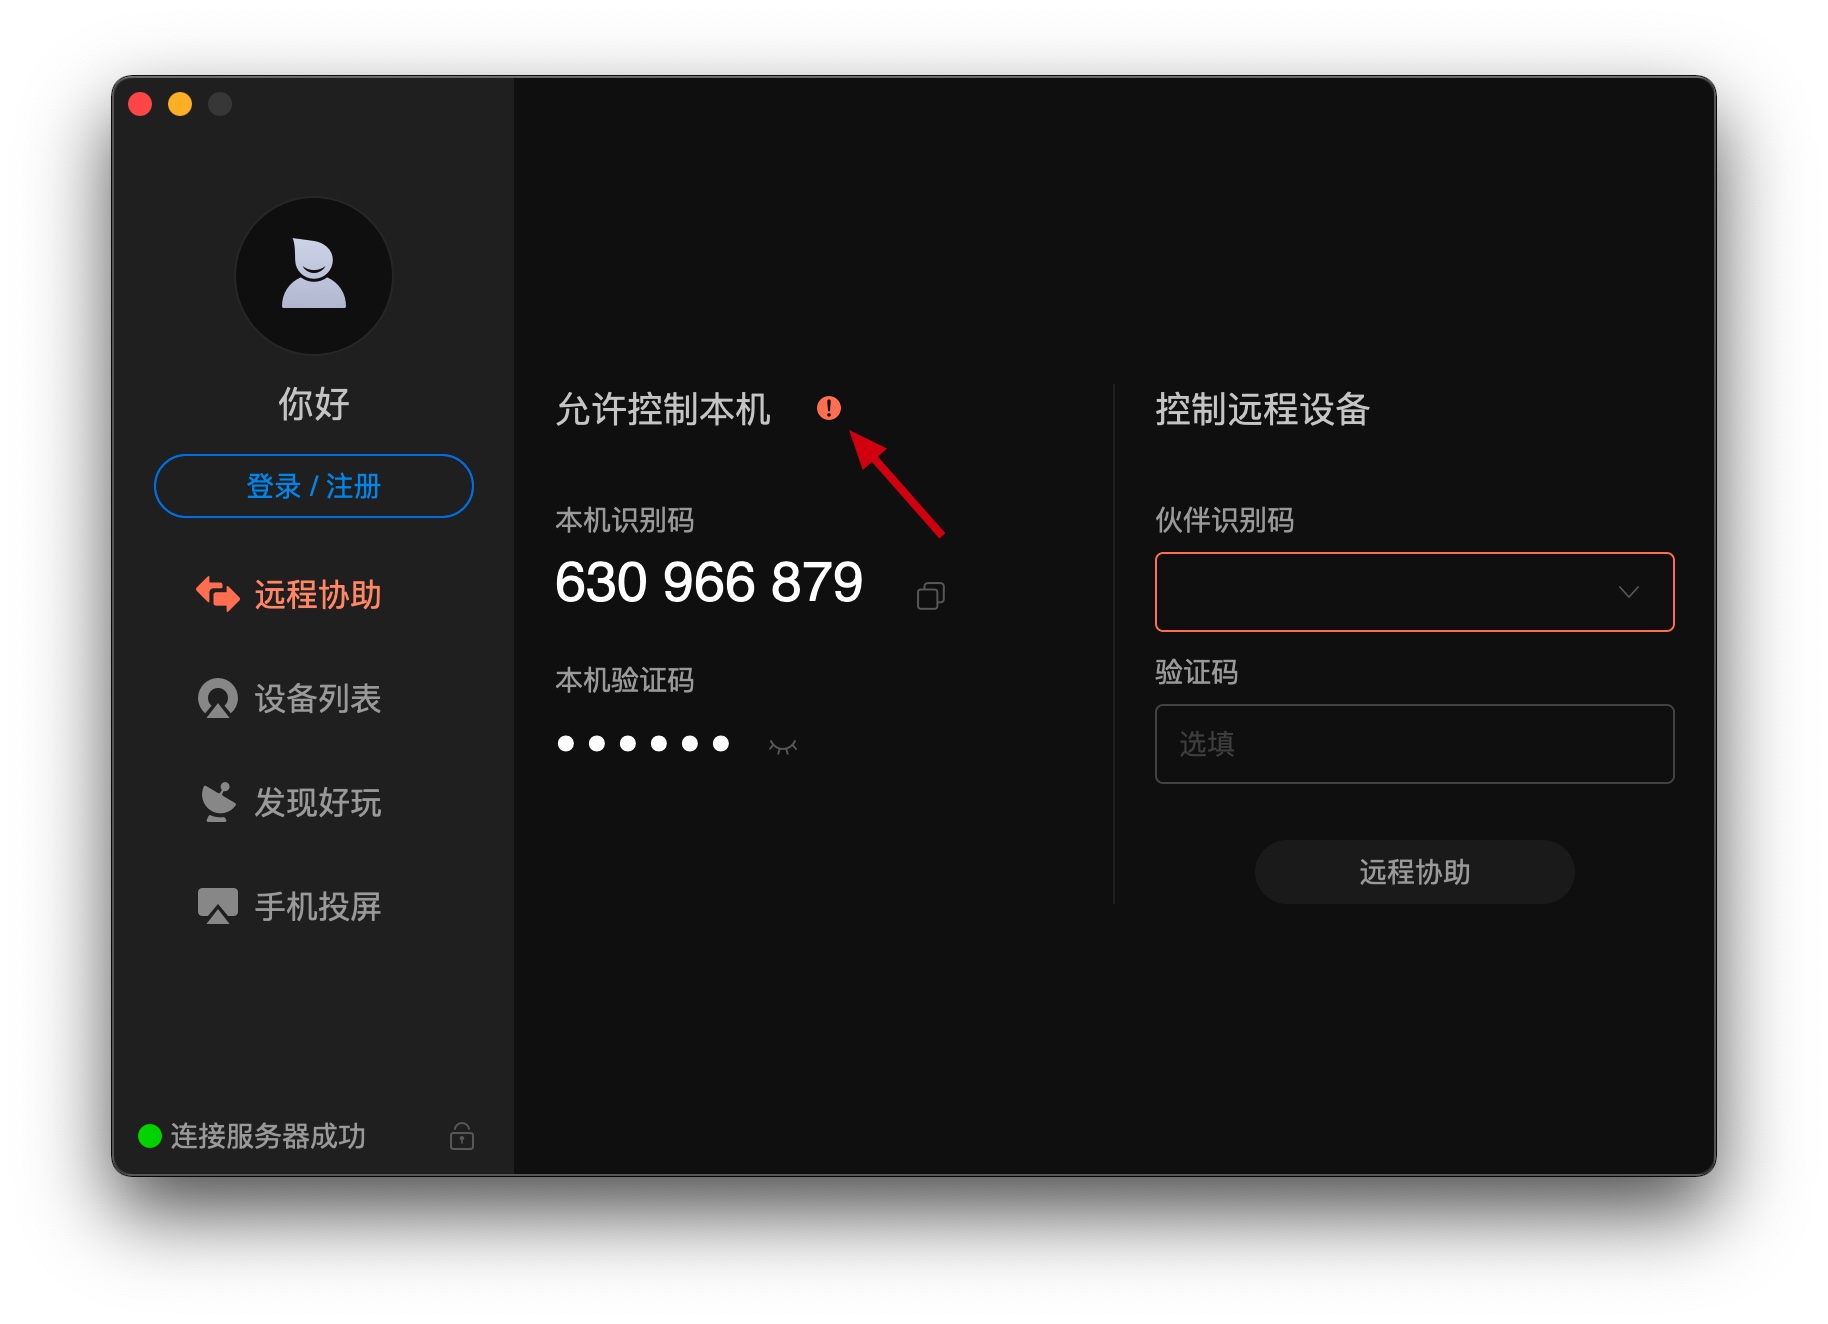 你好
登录 / 注册
远程协助
设备列表
发现好玩
手机投屏
连接服务器成功
允许控制本机
本机识别码
630 966 879
本机验证码
控制远程设备
伙伴识别码
验证码
选填
远程协助